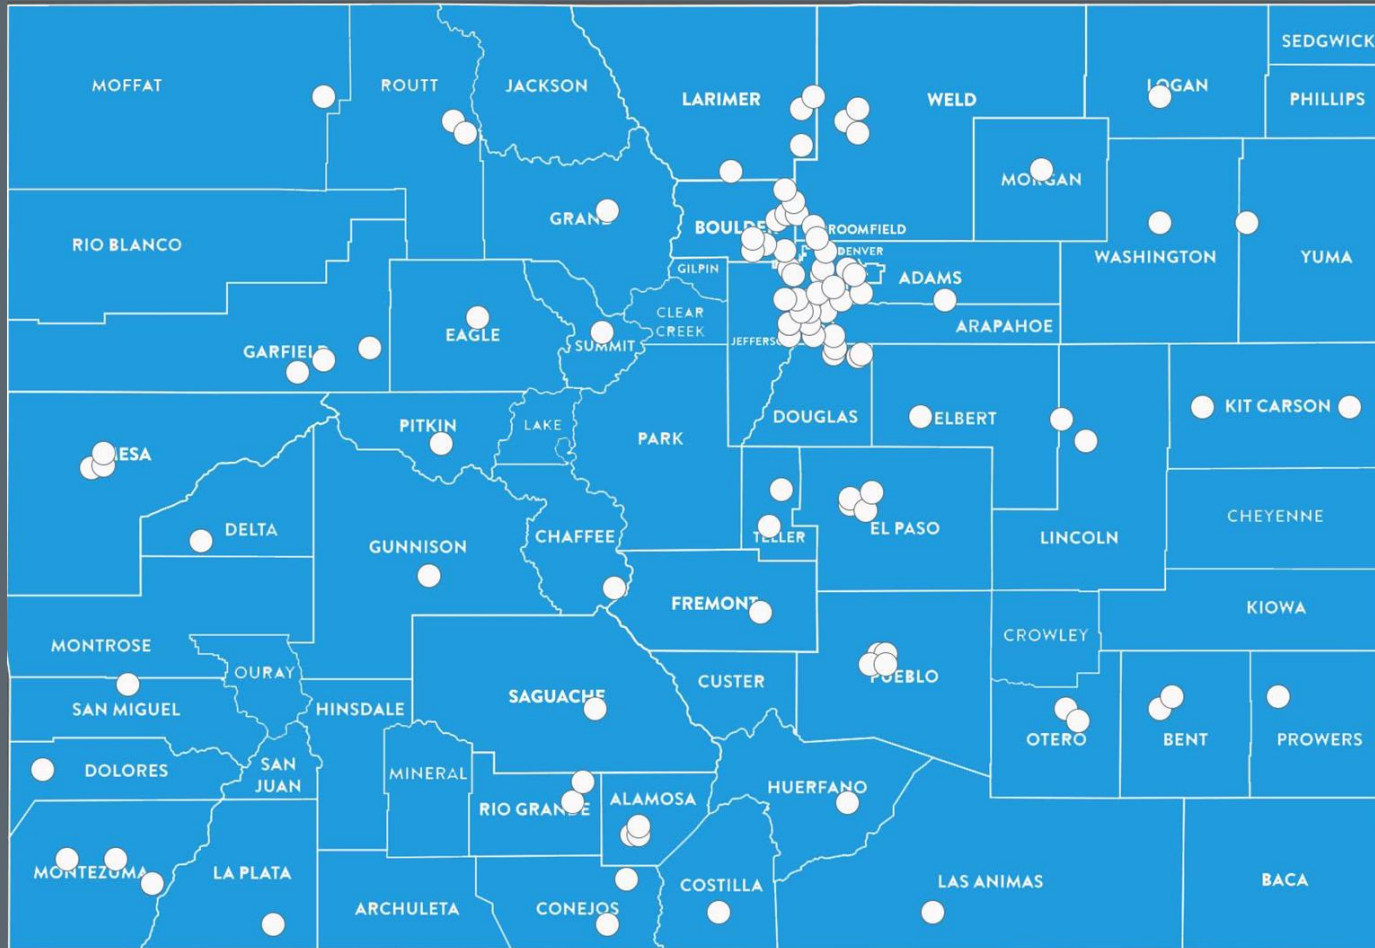 SEDGWICK
MOFFAT
ROUTT
JACKSON
LARIMER
WELD
LOGAN
PHILLIPS
MORGAN
GRAND
BOULDER
ROOMFIELD
RIO BLANCO
DENVER
WASHINGTON
YUMA
GILPIN
ADAMS
CLEAR
CREEK
EAGLE
ARAPAHOE
SUMMIT
JEFFERSO
GARFIELD
PITKIN
LAKE
PARK
DOUGLAS
ELBERT
KIT CARSON
MESA
DELTA
GUNNISON
CHAFFEE
TELLER
EL PASO
LINCOLN
CHEYENNE
FREMONT
KIOWA
MONTROSE
OURAY
CROWLEY
CUSTER
PUEBLO
SAN MIGUEL
HINSDALE
SAGUACHE
OTERO
BENT
PROWERS
DOLORES
SAN
JUAN
MINERAL
RIO GRANDE
ALAMOSA
HUERFANO
MONTEZUMA
LA PLATA
ARCHULETA
CONEJOS
COSTILLA
LAS ANIMAS
BACA